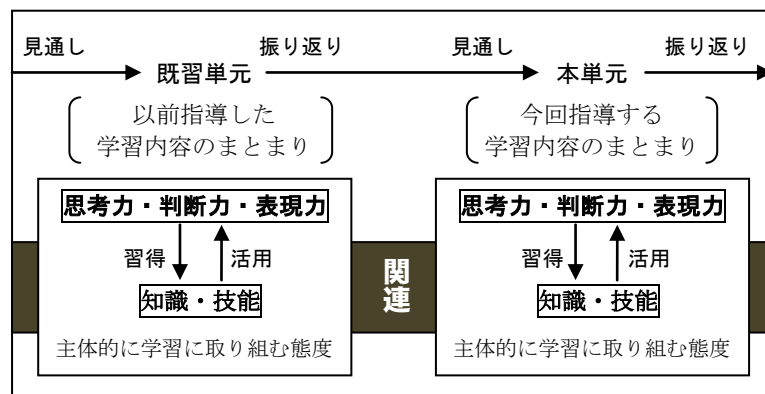 見通し
振り返り
見通し
振り返り
既習単元
本単元
以前指導した
学習内容のまとまり
今回指導する
学習内容のまとまり
思考力・判断力・表現力
習得
活用
知識・技能
主体的に学習に取り組む態度
関連
思考力・判断力・表現力
習得
活用
知識・技能
主体的に学習に取り組む態度